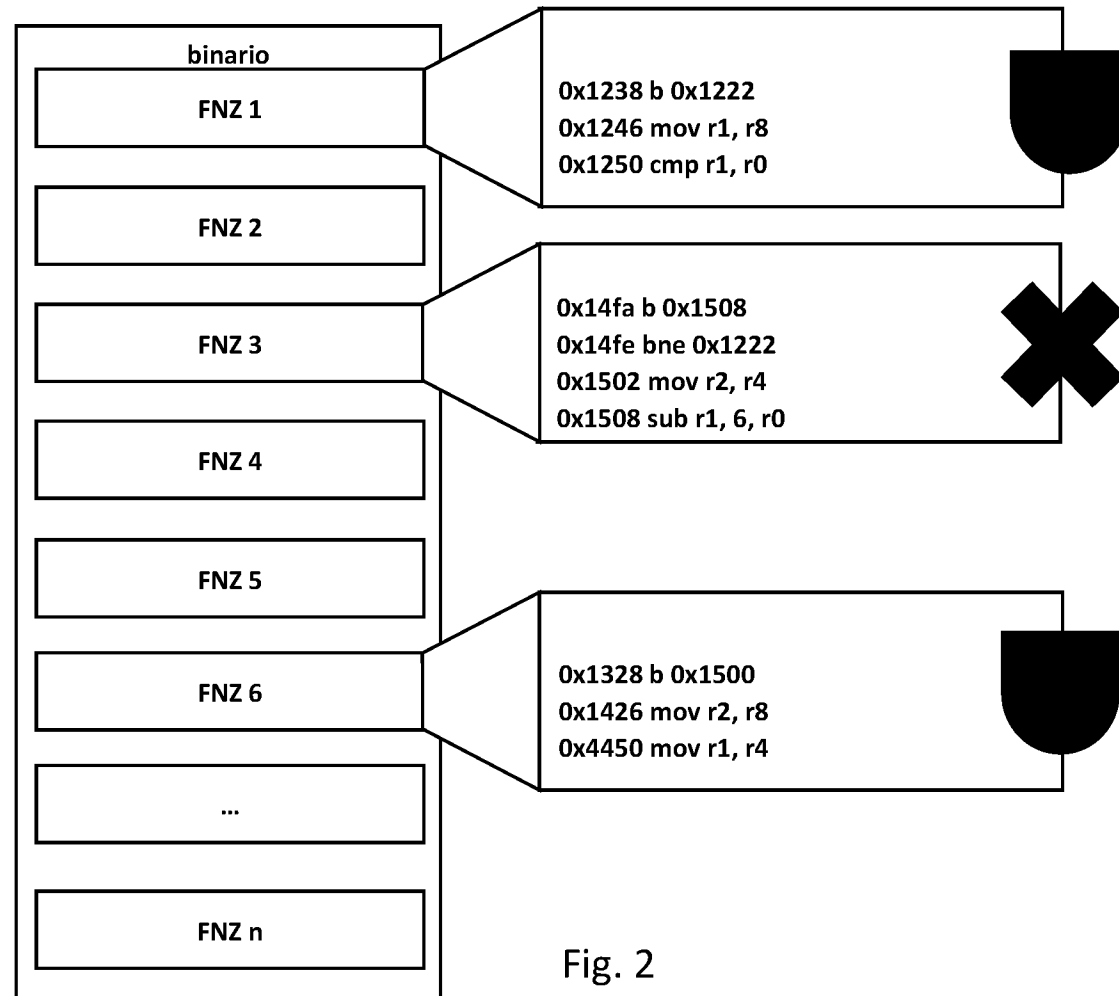 binario
FNZ 1
0x1238 b 0x1222
0x1246 mov r1, r8
0x1250 cmp r1, r0
FNZ 2
FNZ 3
0x14fa b 0x1508
0x14fe bne 0x1222
0x1502 mov r2, r4
0x1508 sub r1, 6, r0
FNZ 4
FNZ 5
FNZ 6
0x1328 b 0x1500
0x1426 mov r2, r8
0x4450 mov r1, r4
...
FNZ n
Fig. 2